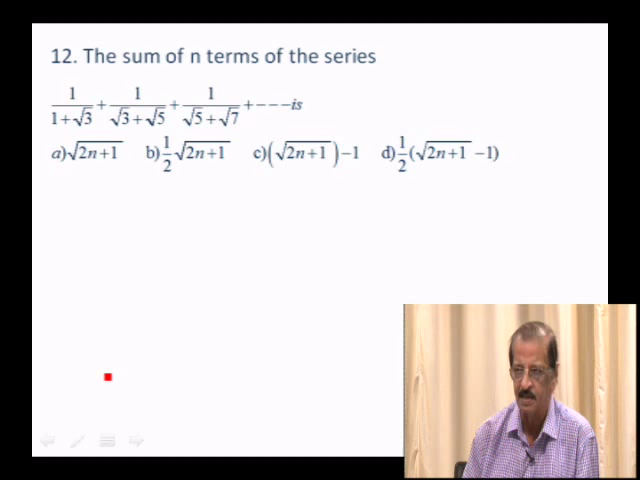 12. The sum of n terms of the series
1/(1+√3) + 1/(√3+√5) + 1/(√5+√7) +----is
a)√(2n+1) b)1/2√(2n+1) c)(√(2n+1))-1 d)1/2(√(2n+1) -1)